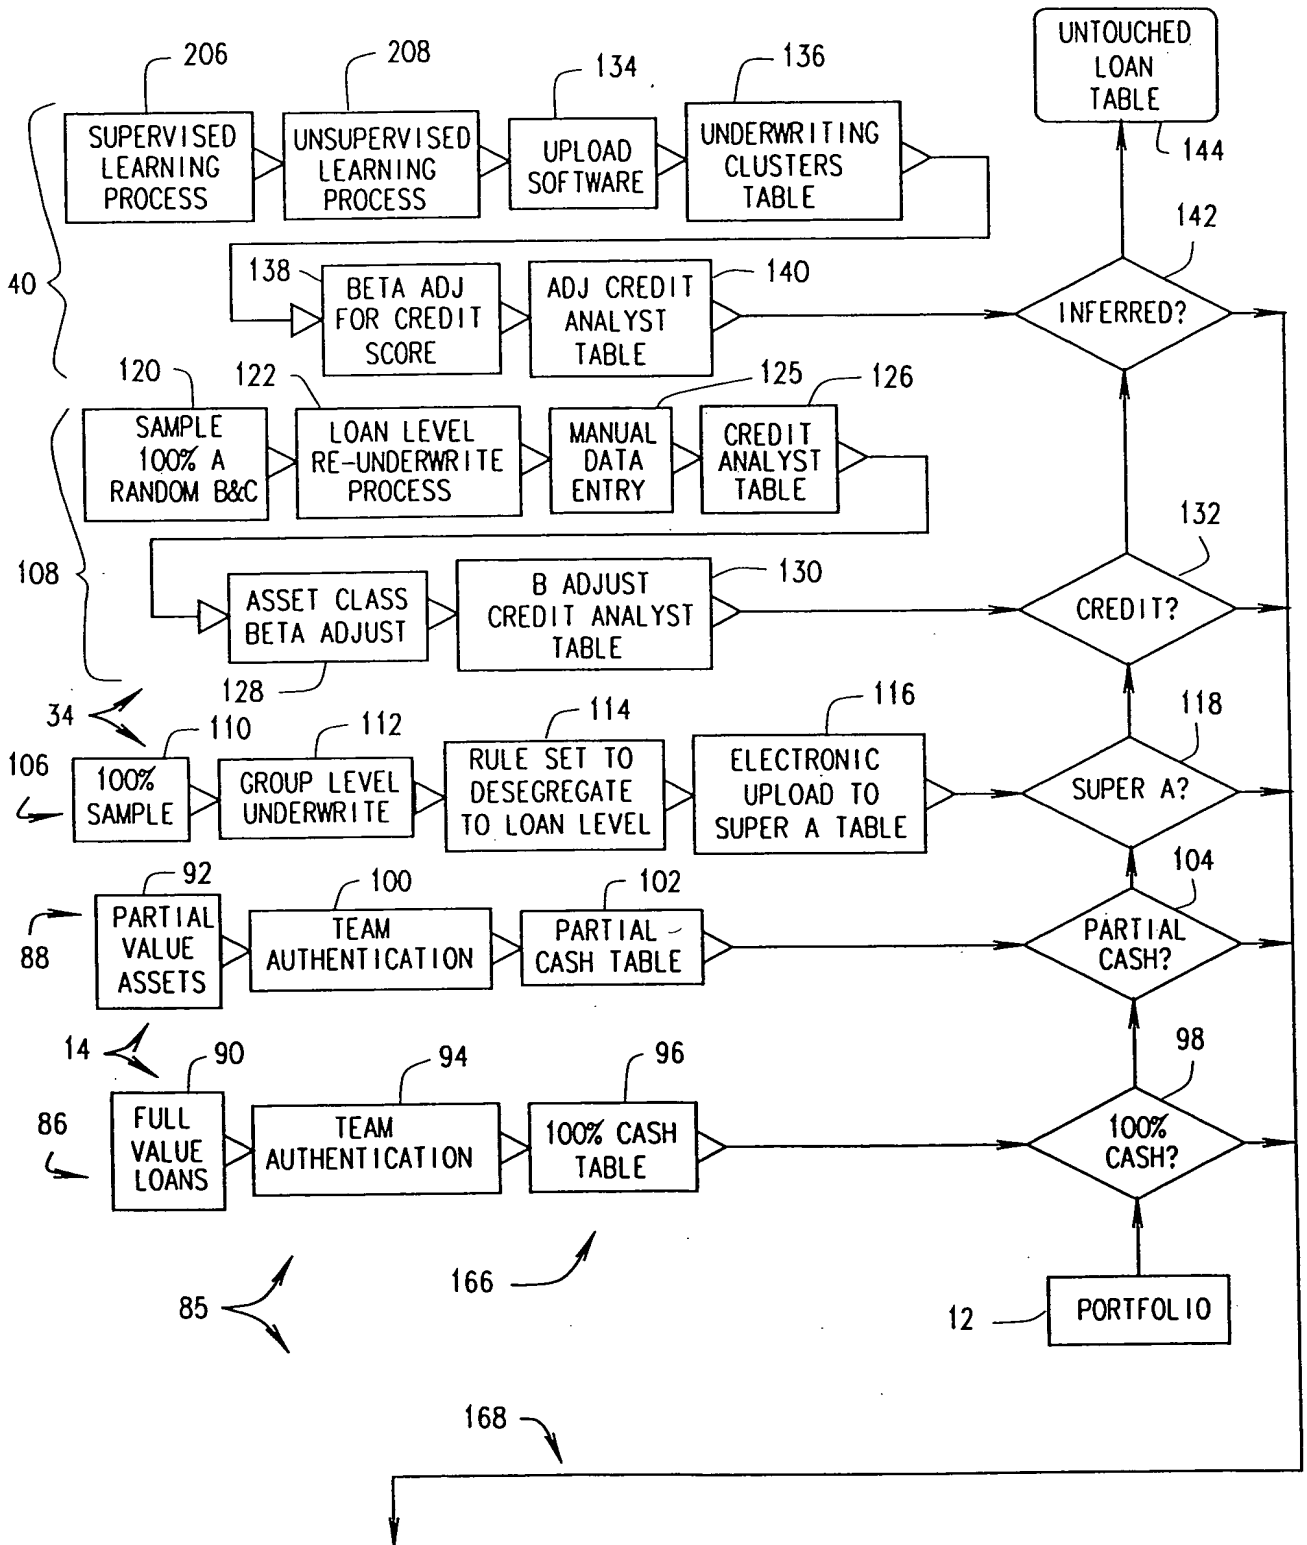 UNTOUCHED
LOAN
TABLE
144
206
208
134
136
SUPERVISED
LEARNING
PROCESS
UNSUPERVISED
LEARNING
PROCESS
UPLOAD
SOFTWARE
UNDERWRITING
CLUSTERS
TABLE
142
40
138
BETA ADJ
FOR CREDIT
SCORE
ADJ CREDIT
ANALYST
TABLE
140
INFERRED?
120
122
125
126
SAMPLE
100% A
RANDOM B&C
LOAN LEVEL
RE-UNDERWRITE
PROCESS
MANUAL
DATA
ENTRY
CREDIT
ANALYST
TABLE
132
108
ASSET CLASS
BETA ADJUST
128
B ADJUST
CREDIT ANALYST
TABLE
130
CREDIT?
34
110
112
114
116
118
106
100%
SAMPLE
GROUP LEVEL
UNDERWRITE
RULE SET TO
DESEGREGATE
TO LOAN LEVEL
ELECTRONIC
UPLOAD TO
SUPER A TABLE
SUPER A?
92
100
102
104
88
PARTIAL
VALUE
ASSETS
TEAM
AUTHENTICATION
PARTIAL
CASH TABLE
PARTIAL
CASH?
14
90
94
96
98
86
FULL
VALUE
LOANS
TEAM
AUTHENTICATION
100% CASH
TABLE
100%
CASH?
166
85
12
PORTFOLIO
168